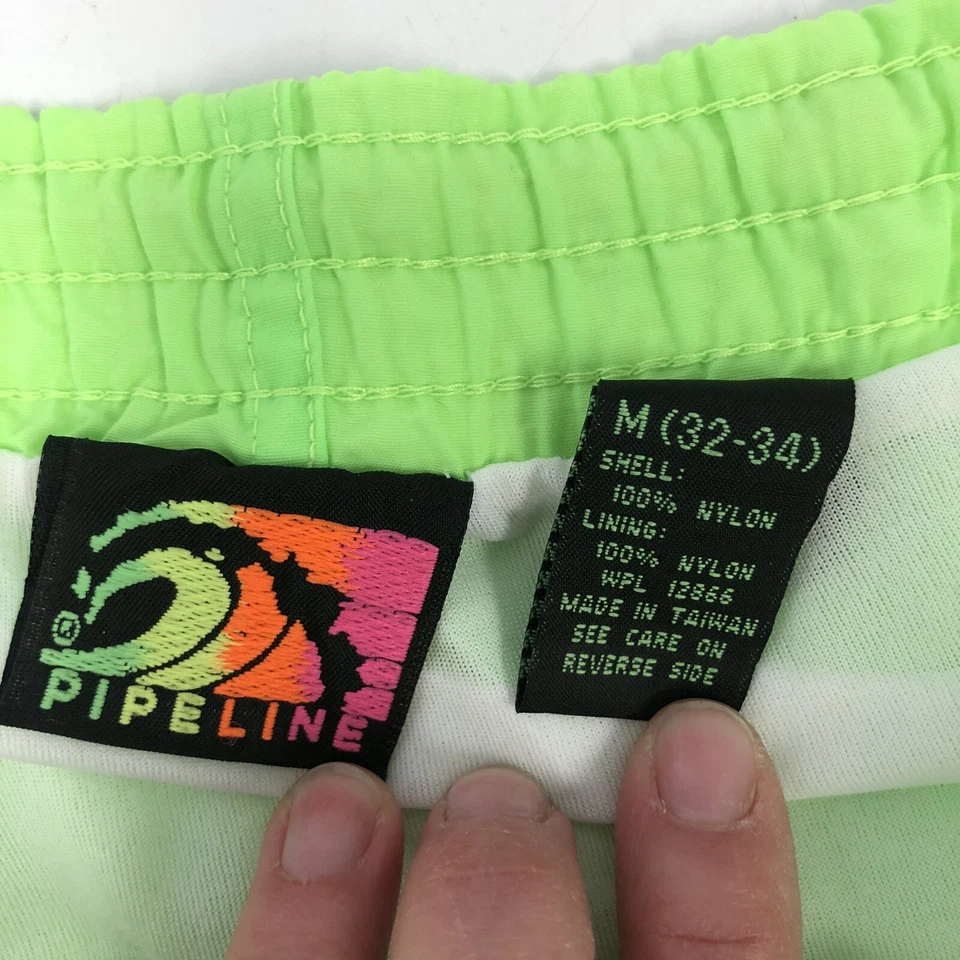 PIPELINE
M (32-34)
SHELL:
100% NYLON
LINING:
100% NYLON
WPL 12866
MADE IN TAIWAN
SEE CARE ON
REVERSE SIDE